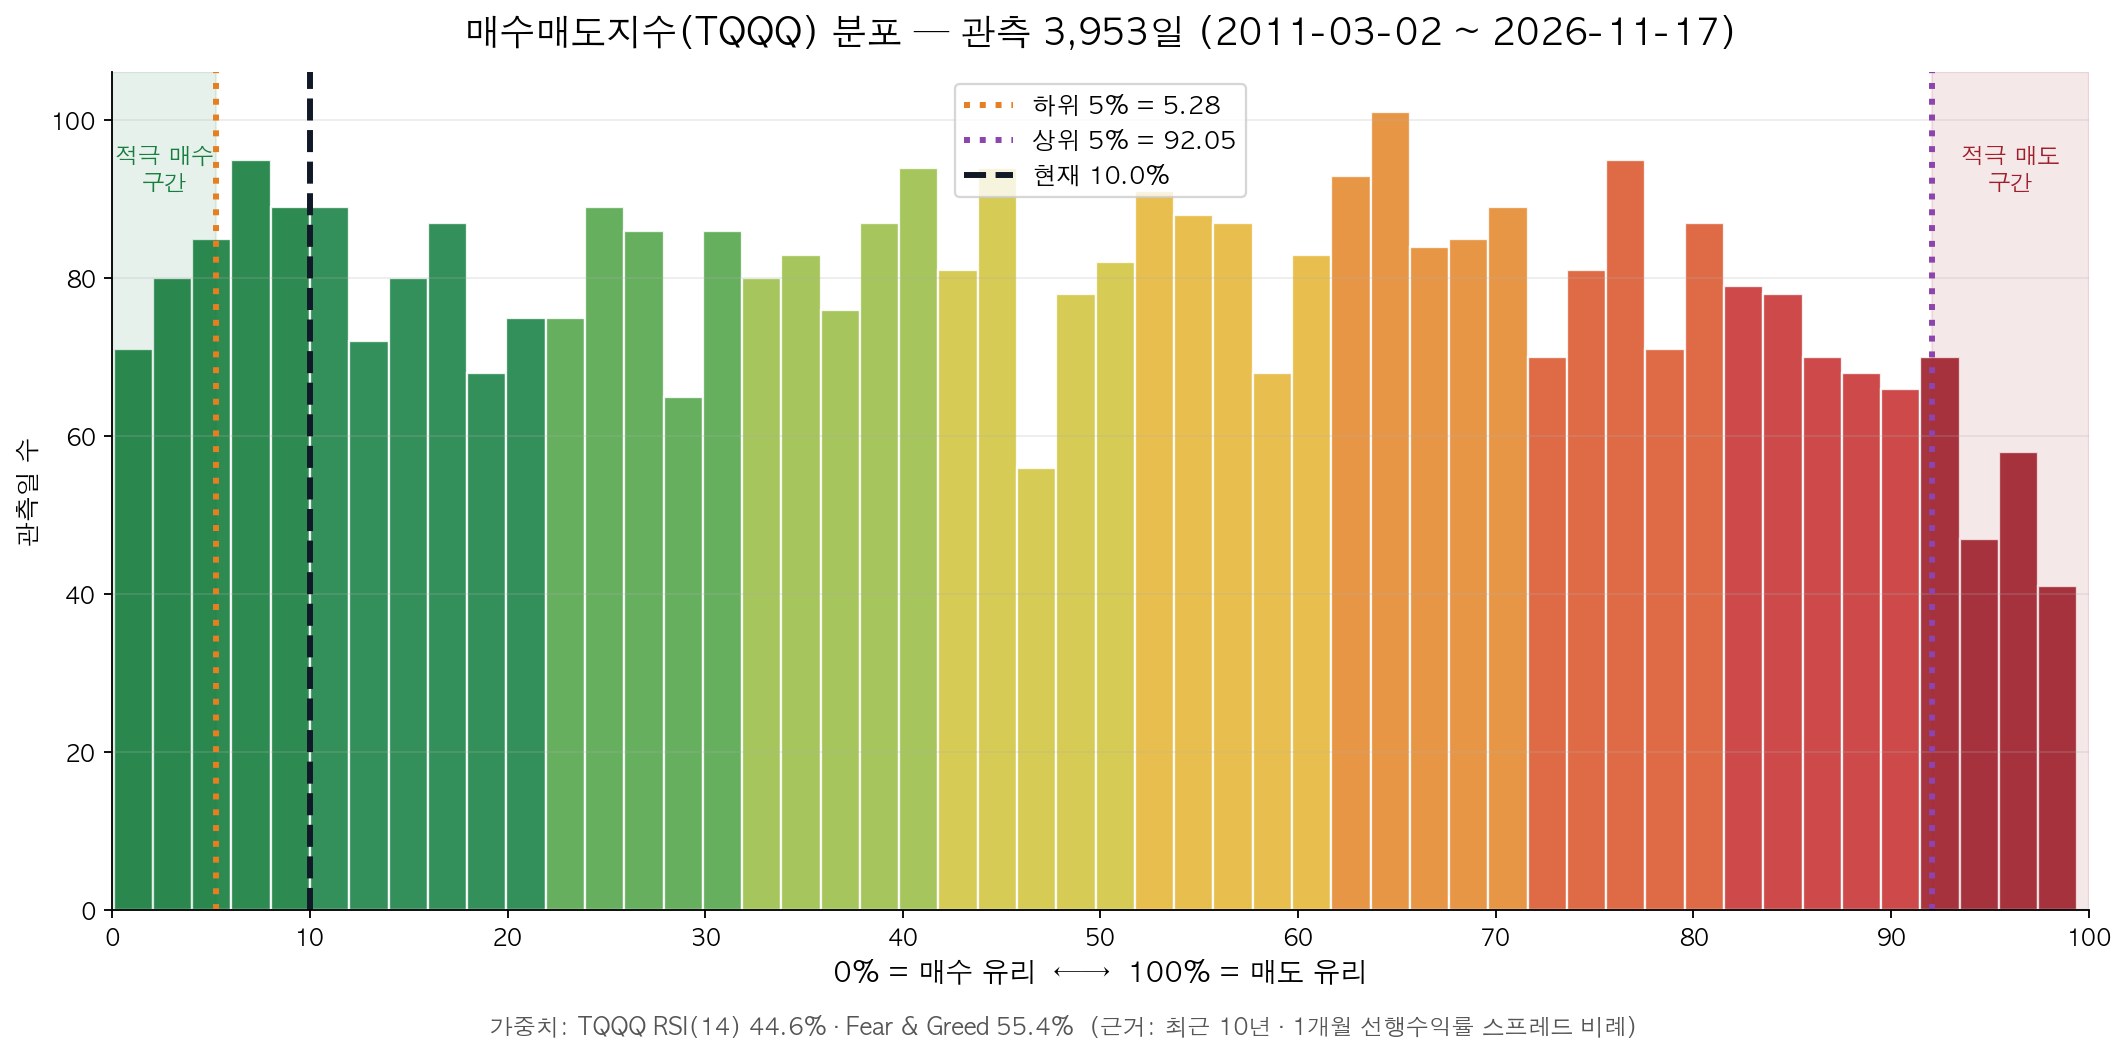 매수매도지수(TQQQ) 분포 — 관측 3,953일 (2011-03-02 ~ 2026-11-17)
하위 5% = 5.28
상위 5% = 92.05
현재 10.0%
적극 매수
구간
적극 매도
구간
관측일 수
100
80
60
40
20
0
0 10 20 30 40 50 60 70 80 90 100
0% = 매수 유리 ⟷ 100% = 매도 유리
가중치: TQQQ RSI(14) 44.6% · Fear & Greed 55.4% (근거: 최근 10년 · 1개월 선행수익률 스프레드 비례)